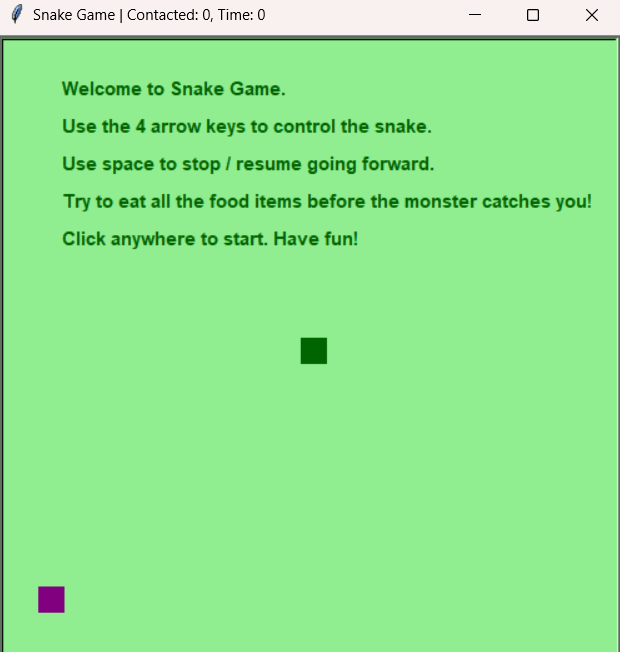 Snake Game | Contacted: 0, Time: 0
Welcome to Snake Game.
Use the 4 arrow keys to control the snake.
Use space to stop / resume going forward.
Try to eat all the food items before the monster catches you!
Click anywhere to start. Have fun!